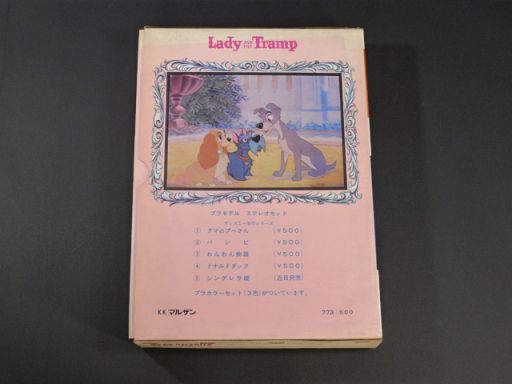 Lady AND THE Tramp
プラモデル ステレオセット
ディズニー名作シリーズ
① クマのプーさん (¥500)
② バンビ (¥500)
③ わんわん物語 (¥500)
④ ドナルドダック (¥500)
⑤ シンデレラ姫 (近日発売)
プラカラーセット(3色)がついています。
KK マルサン 773:500